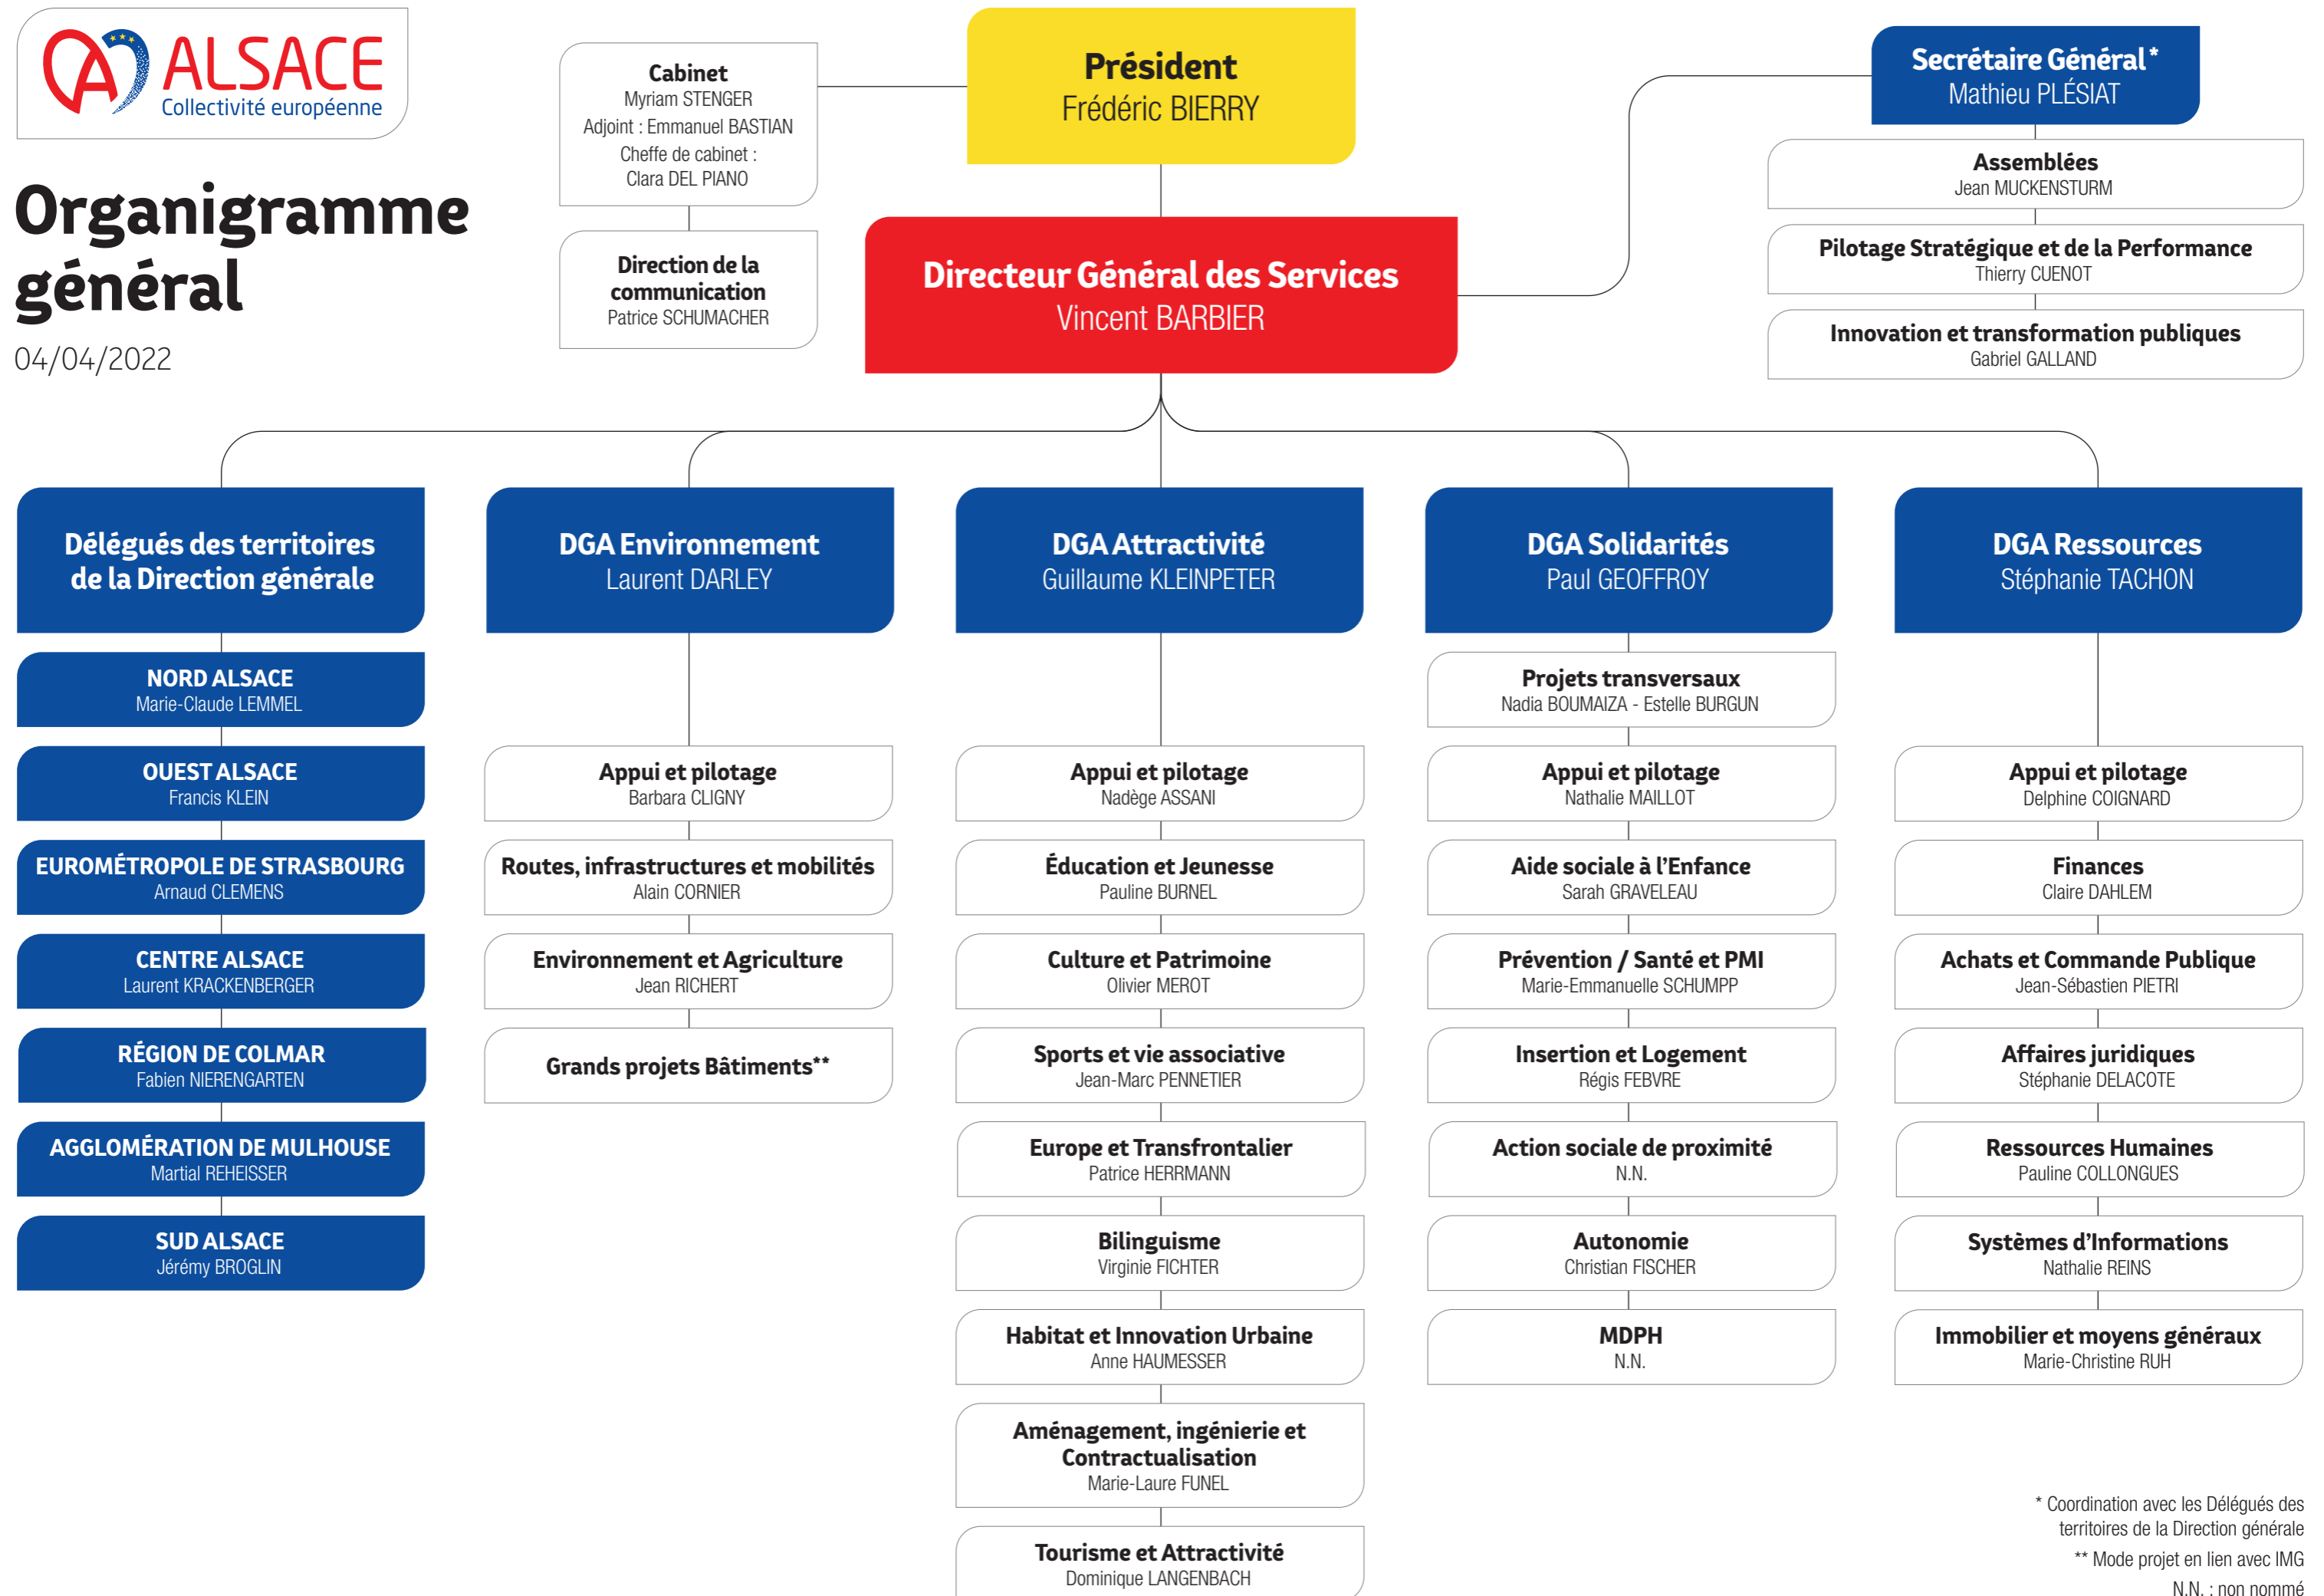 ALSACE
Collectivité européenne
Organigramme
général
04/04/2022
Cabinet
Myriam STENGER
Adjoint : Emmanuel BASTIAN
Cheffe de cabinet :
Clara DEL PIANO
Direction de la
communication
Patrice SCHUMACHER
Président
Frédéric BIERRY
Directeur Général des Services
Vincent BARBIER
Secrétaire Général *
Mathieu PLÉSIAT
Assemblées
Jean MUCKENSTURM
Pilotage Stratégique et de la Performance
Thierry CUENOT
Innovation et transformation publiques
Gabriel GALLAND
Délégués des territoires
de la Direction générale
NORD ALSACE
Marie-Claude LEMMEL
OUEST ALSACE
Francis KLEIN
EUROMÉTROPOLE DE STRASBOURG
Arnaud CLEMENS
CENTRE ALSACE
Laurent KRACKENBERGER
RÉGION DE COLMAR
Fabien NIERENGARTEN
AGGLOMÉRATION DE MULHOUSE
Martial REHEISSER
SUD ALSACE
Jérémy BROGLIN
DGA Environnement
Laurent DARLEY
Appui et pilotage
Barbara CLIGNY
Routes, infrastructures et mobilités
Alain CORNIER
Environnement et Agriculture
Jean RICHERT
Grands projets Bâtiments**
DGA Attractivité
Guillaume KLEINPETER
Appui et pilotage
Nadège ASSANI
Éducation et Jeunesse
Pauline BURNEL
Culture et Patrimoine
Olivier MEROT
Sports et vie associative
Jean-Marc PENNETIER
Europe et Transfrontalier
Patrice HERRMANN
Bilinguisme
Virginie FICHTER
Habitat et Innovation Urbaine
Anne HAUMESSER
Aménagement, ingénierie et
Contractualisation
Marie-Laure FUNEL
Tourisme et Attractivité
Dominique LANGENBACH
DGA Solidarités
Paul GEOFFROY
Projets transversaux
Nadia BOUMAIZA - Estelle BURGUN
Appui et pilotage
Nathalie MAILLOT
Aide sociale à l'Enfance
Sarah GRAVELEAU
Prévention / Santé et PMI
Marie-Emmanuelle SCHUMPP
Insertion et Logement
Régis FEBVRE
Action sociale de proximité
N.N.
Autonomie
Christian FISCHER
MDPH
N.N.
DGA Ressources
Stéphanie TACHON
Appui et pilotage
Delphine COIGNARD
Finances
Claire DAHLEM
Achats et Commande Publique
Jean-Sébastien PIETRI
Affaires juridiques
Stéphanie DELACOTE
Ressources Humaines
Pauline COLLONGUES
Systèmes d'Informations
Nathalie REINS
Immobilier et moyens généraux
Marie-Christine RUH
* Coordination avec les Délégués des
territoires de la Direction générale
** Mode projet en lien avec IMG
N.N. : non nommé